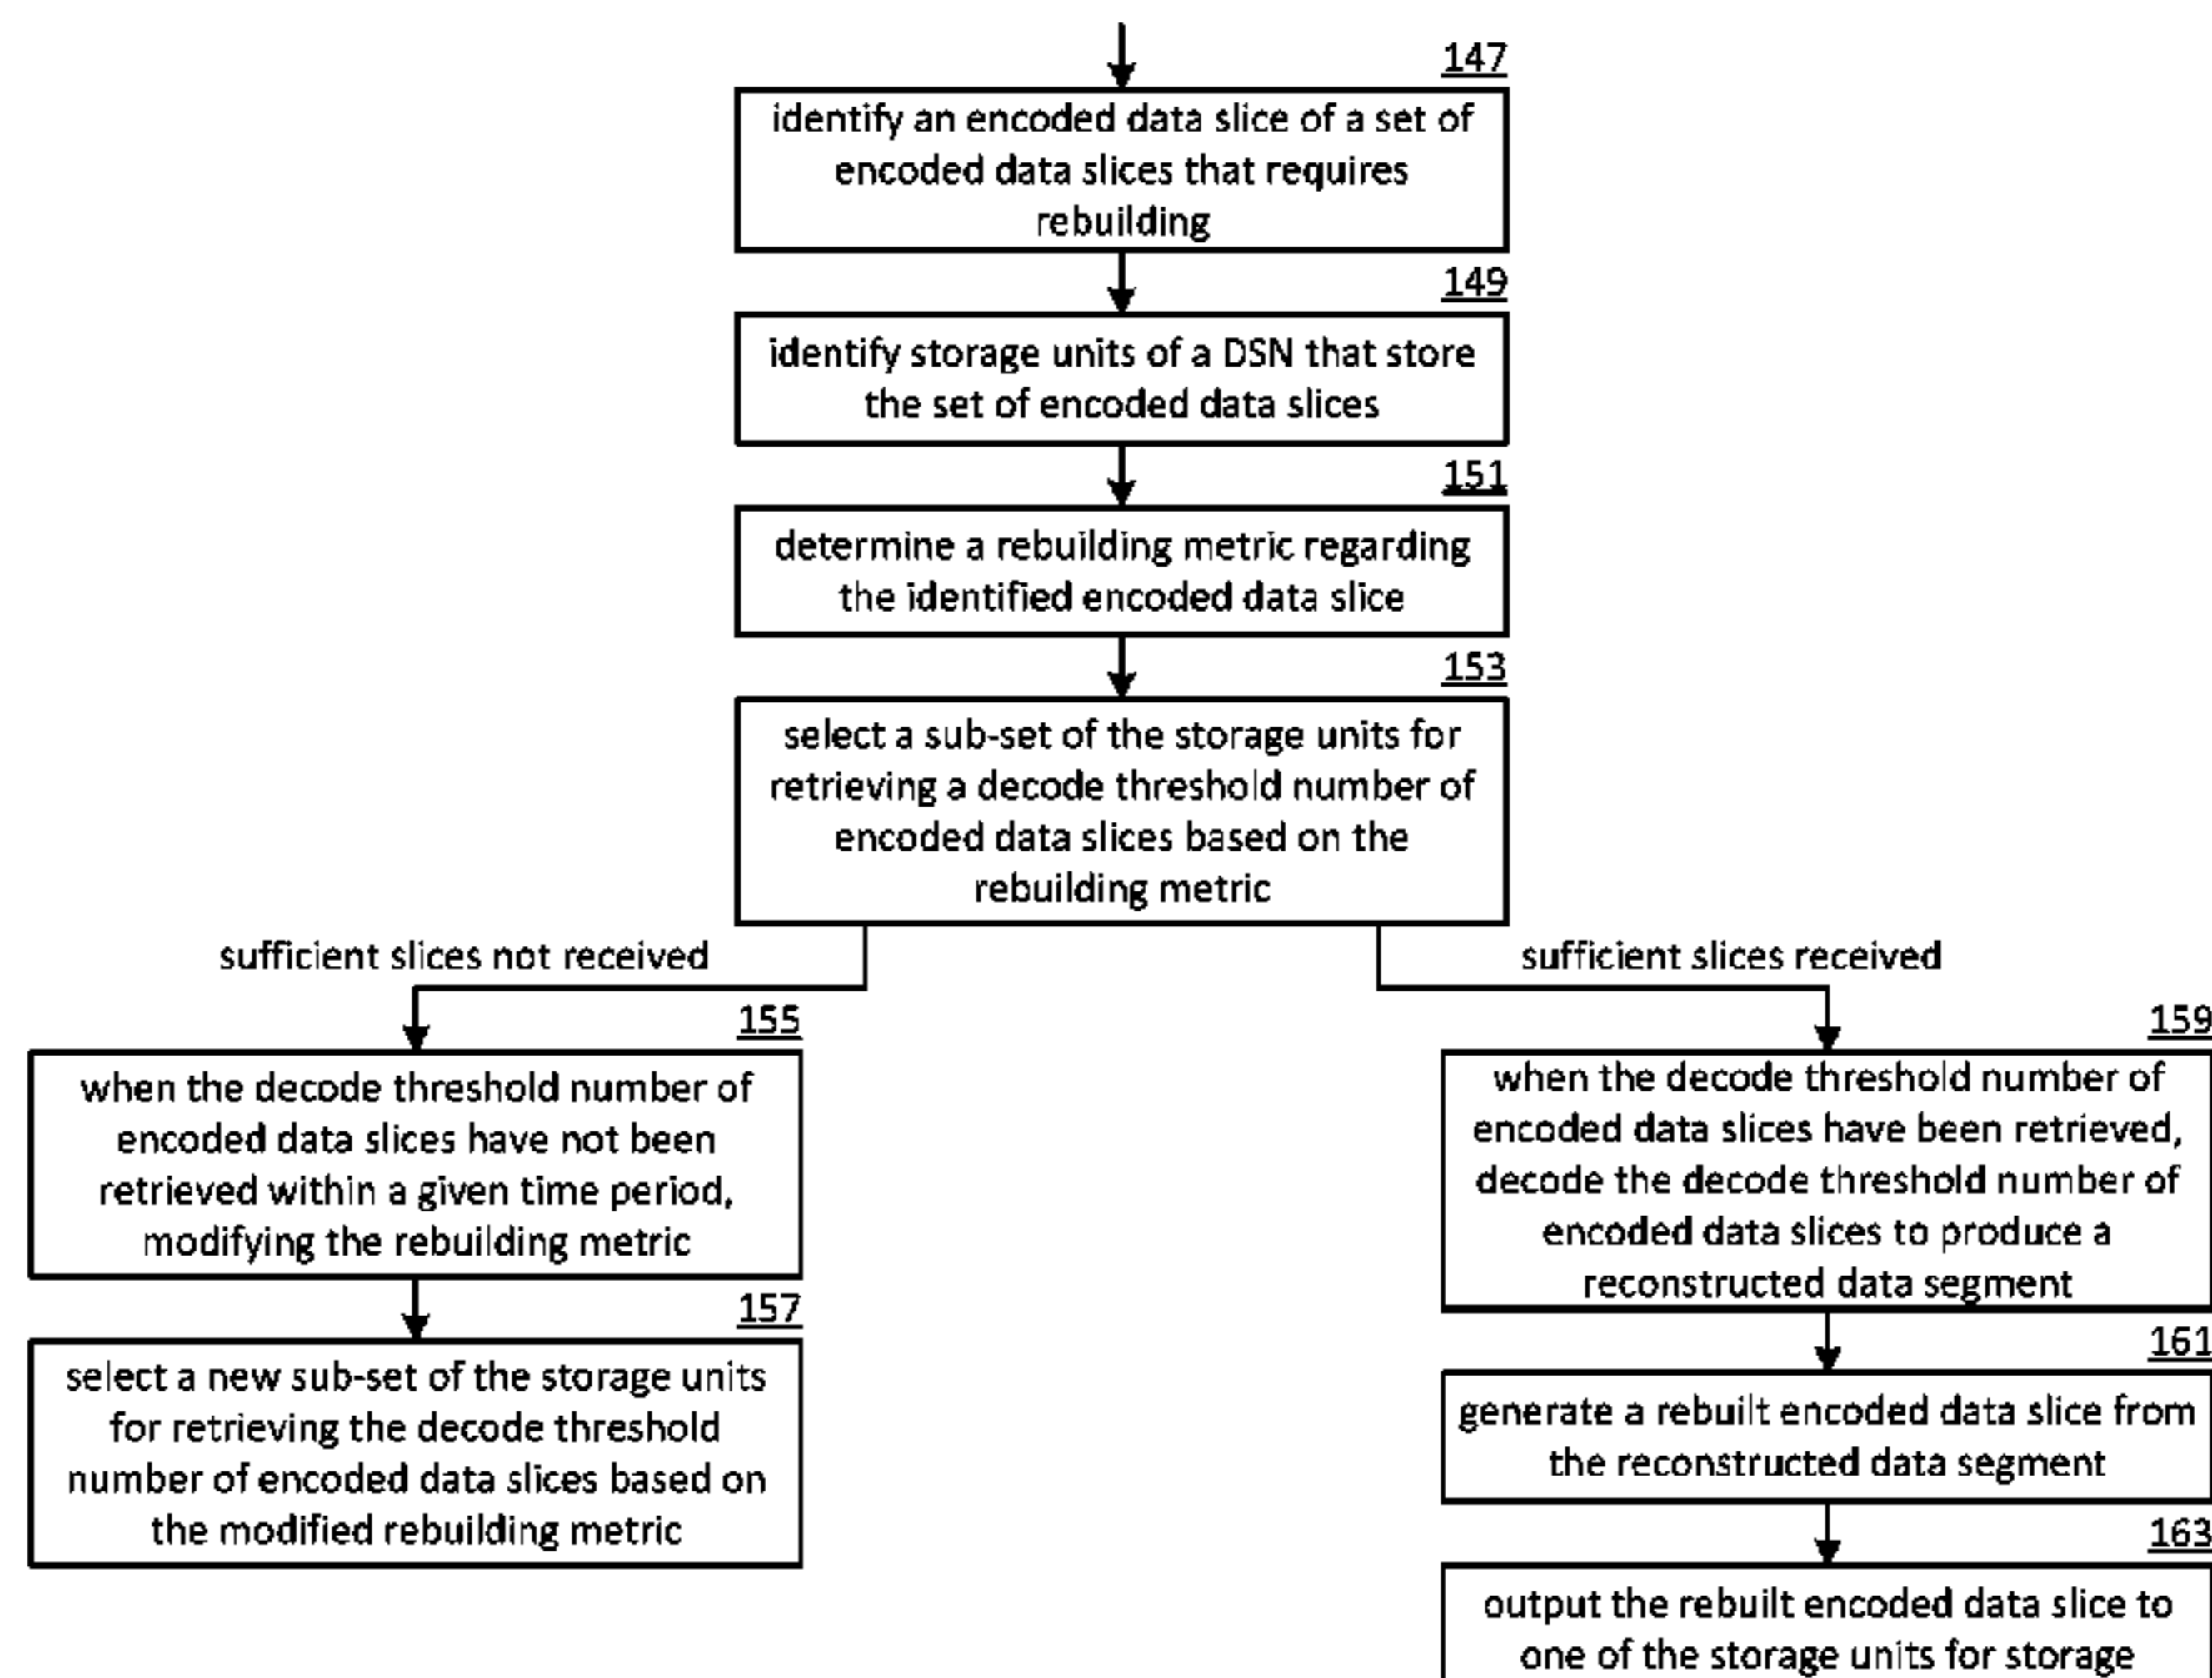 147
identify an encoded data slice of a set of
encoded data slices that requires
rebuilding
149
identify storage units of a DSN that store
the set of encoded data slices
151
determine a rebuilding metric regarding
the identified encoded data slice
153
select a sub-set of the storage units for
retrieving a decode threshold number of
encoded data slices based on the
rebuilding metric
sufficient slices not received
155
when the decode threshold number of
encoded data slices have not been
retrieved within a given time period,
modifying the rebuilding metric
157
select a new sub-set of the storage units
for retrieving the decode threshold
number of encoded data slices based on
the modified rebuilding metric
sufficient slices received
159
when the decode threshold number of
encoded data slices have been retrieved,
decode the decode threshold number of
encoded data slices to produce a
reconstructed data segment
161
generate a rebuilt encoded data slice from
the reconstructed data segment
163
output the rebuilt encoded data slice to
one of the storage units for storage